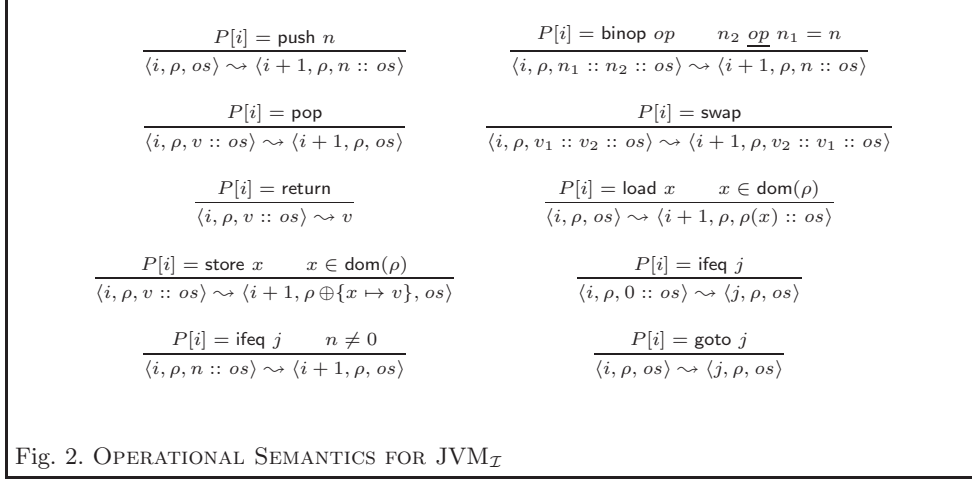 P[i] = push n    P[i] = binop op    n₂ op n₁ = n
⟨i, ρ, os⟩ ⇝ ⟨i + 1, ρ, n :: os⟩    ⟨i, ρ, n₁ :: n₂ :: os⟩ ⇝ ⟨i + 1, ρ, n :: os⟩
P[i] = pop    P[i] = swap
⟨i, ρ, v :: os⟩ ⇝ ⟨i + 1, ρ, os⟩    ⟨i, ρ, v₁ :: v₂ :: os⟩ ⇝ ⟨i + 1, ρ, v₂ :: v₁ :: os⟩
P[i] = return    P[i] = load x    x ∈ dom(ρ)
⟨i, ρ, v :: os⟩ ⇝ v    ⟨i, ρ, os⟩ ⇝ ⟨i + 1, ρ, ρ(x) :: os⟩
P[i] = store x    x ∈ dom(ρ)    P[i] = ifeq j
⟨i, ρ, v :: os⟩ ⇝ ⟨i + 1, ρ ⊕ {x ↦ v}, os⟩    ⟨i, ρ, 0 :: os⟩ ⇝ ⟨j, ρ, os⟩
P[i] = ifeq j    n ≠ 0    P[i] = goto j
⟨i, ρ, n :: os⟩ ⇝ ⟨i + 1, ρ, os⟩    ⟨i, ρ, os⟩ ⇝ ⟨j, ρ, os⟩
Fig. 2. OPERATIONAL SEMANTICS FOR JVM_ℐ